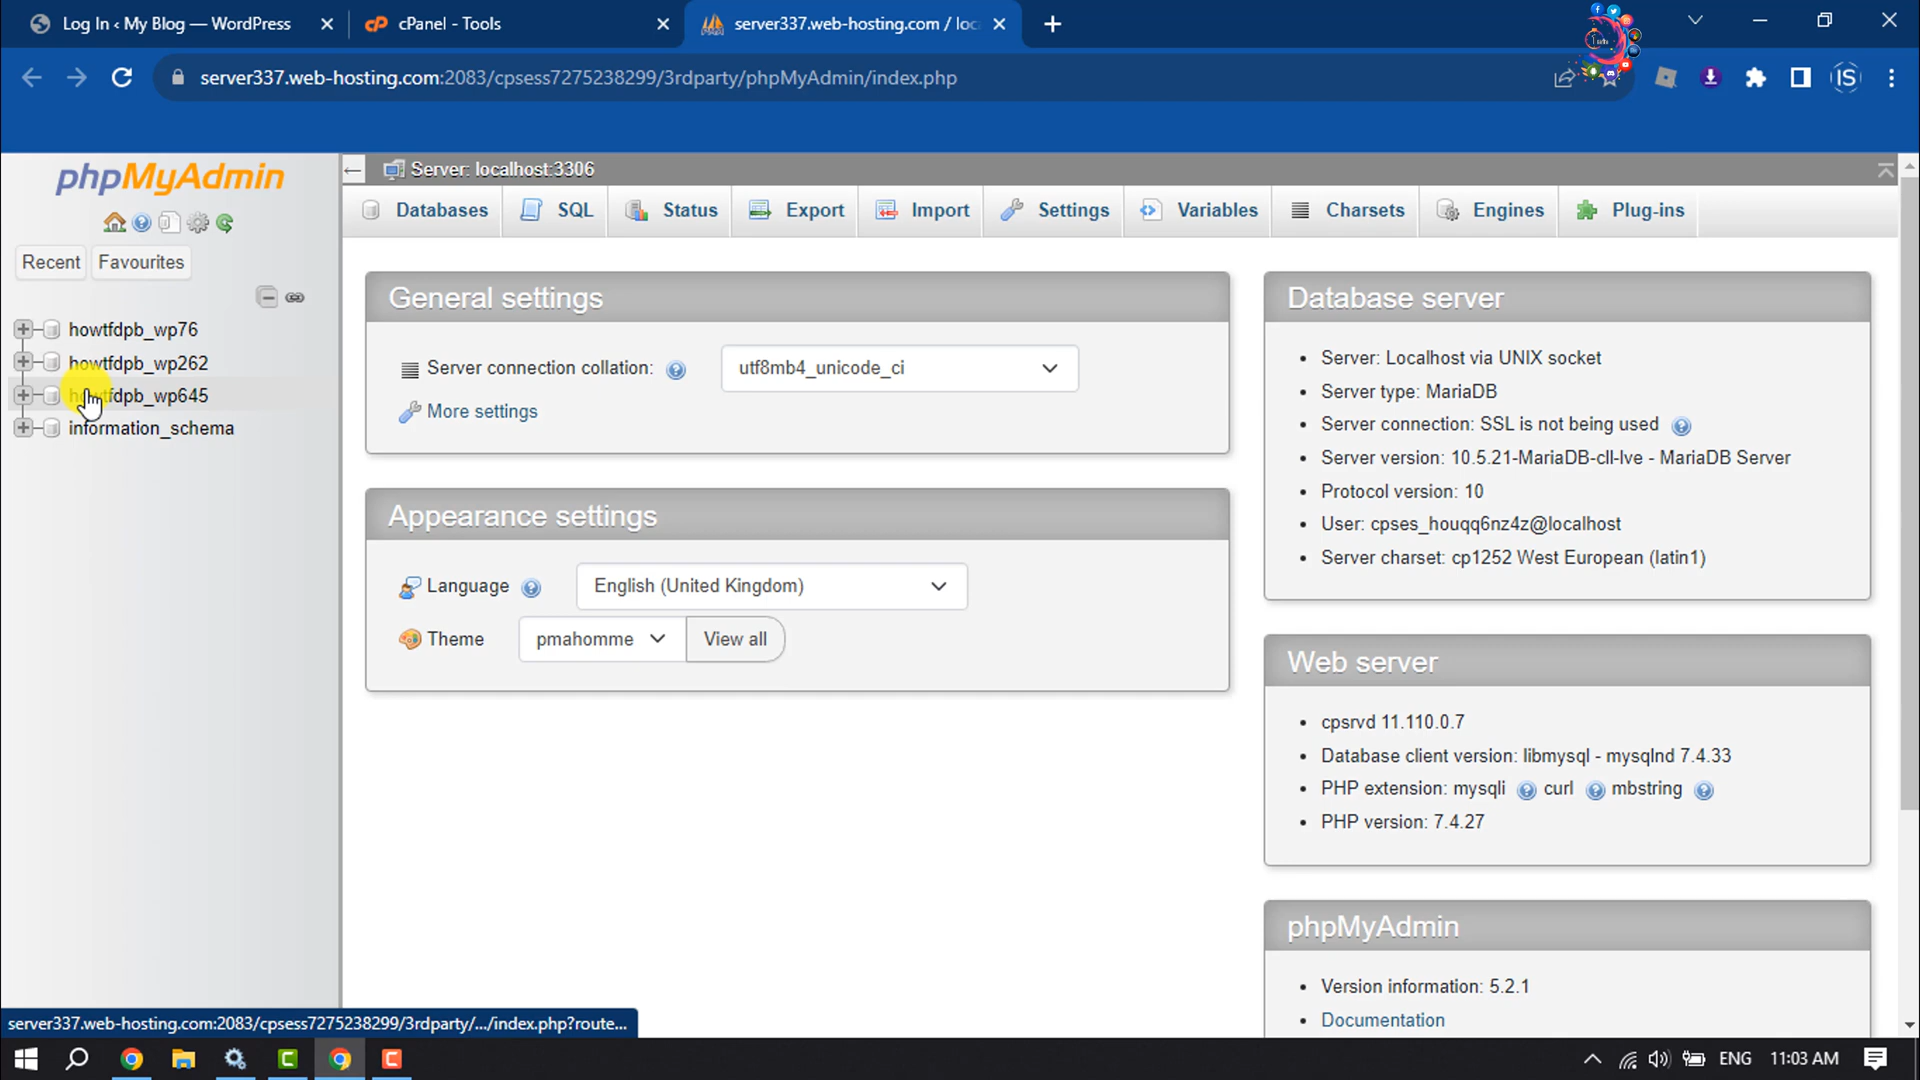 Log In ‹ My Blog — WordPress
cPanel - Tools
server337.web-hosting.com / loc
server337.web-hosting.com:2083/cpsess7275238299/3rdparty/phpMyAdmin/index.php
IS
phpMyAdmin
Server: localhost:3306
Databases SQL Status Export Import Settings Variables Charsets Engines Plug-ins
Recent Favourites
howtfdpb_wp76
howtfdpb_wp262
howtfdpb_wp645
information_schema
General settings
Server connection collation:
utf8mb4_unicode_ci
More settings
Appearance settings
Language
English (United Kingdom)
Theme
pmahomme
View all
Database server
Server: Localhost via UNIX socket
Server type: MariaDB
Server connection: SSL is not being used
Server version: 10.5.21-MariaDB-cll-lve - MariaDB Server
Protocol version: 10
User: cpses_houqq6nz4z@localhost
Server charset: cp1252 West European (latin1)
Web server
cpsrvd 11.110.0.7
Database client version: libmysql - mysqlnd 7.4.33
PHP extension: mysqli curl mbstring
PHP version: 7.4.27
phpMyAdmin
Version information: 5.2.1
Documentation
server337.web-hosting.com:2083/cpsess7275238299/3rdparty/.../index.php?route...
ENG
11:03 AM